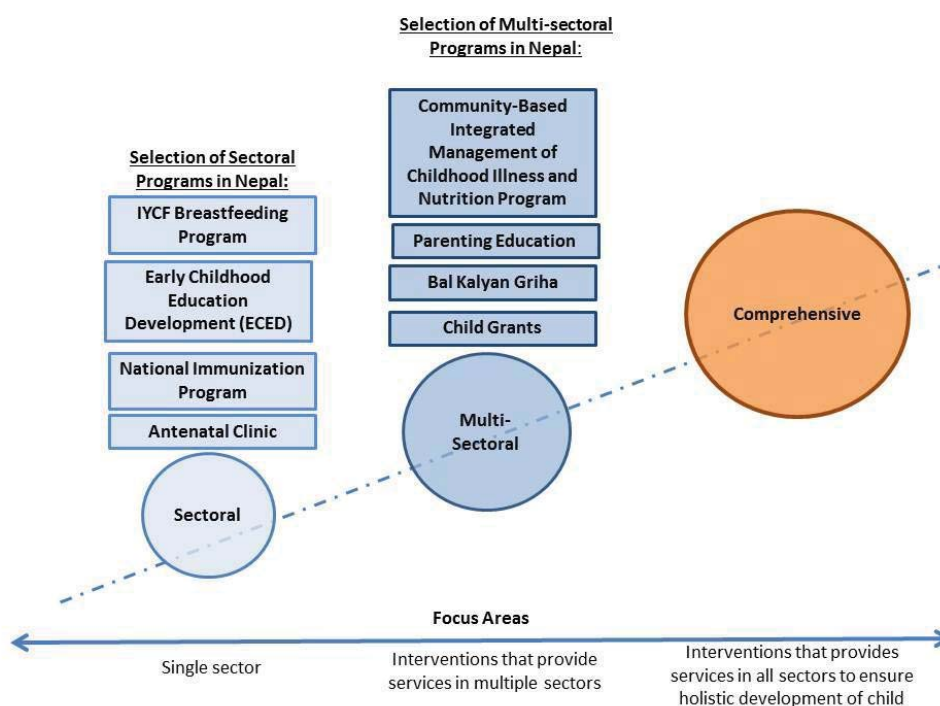 Selection of Multi-sectoral
Programs in Nepal:
Community-Based
Integrated
Management of
Childhood Illness and
Nutrition Program
Parenting Education
Bal Kalyan Griha
Child Grants
Multi-
Sectoral
Selection of Sectoral
Programs in Nepal:
IYCF Breastfeeding
Program
Early Childhood
Education
Development (ECED)
National Immunization
Program
Antenatal Clinic
Sectoral
Comprehensive
Focus Areas
Single sector
Interventions that provide
services in multiple sectors
Interventions that provides
services in all sectors to ensure
holistic development of child